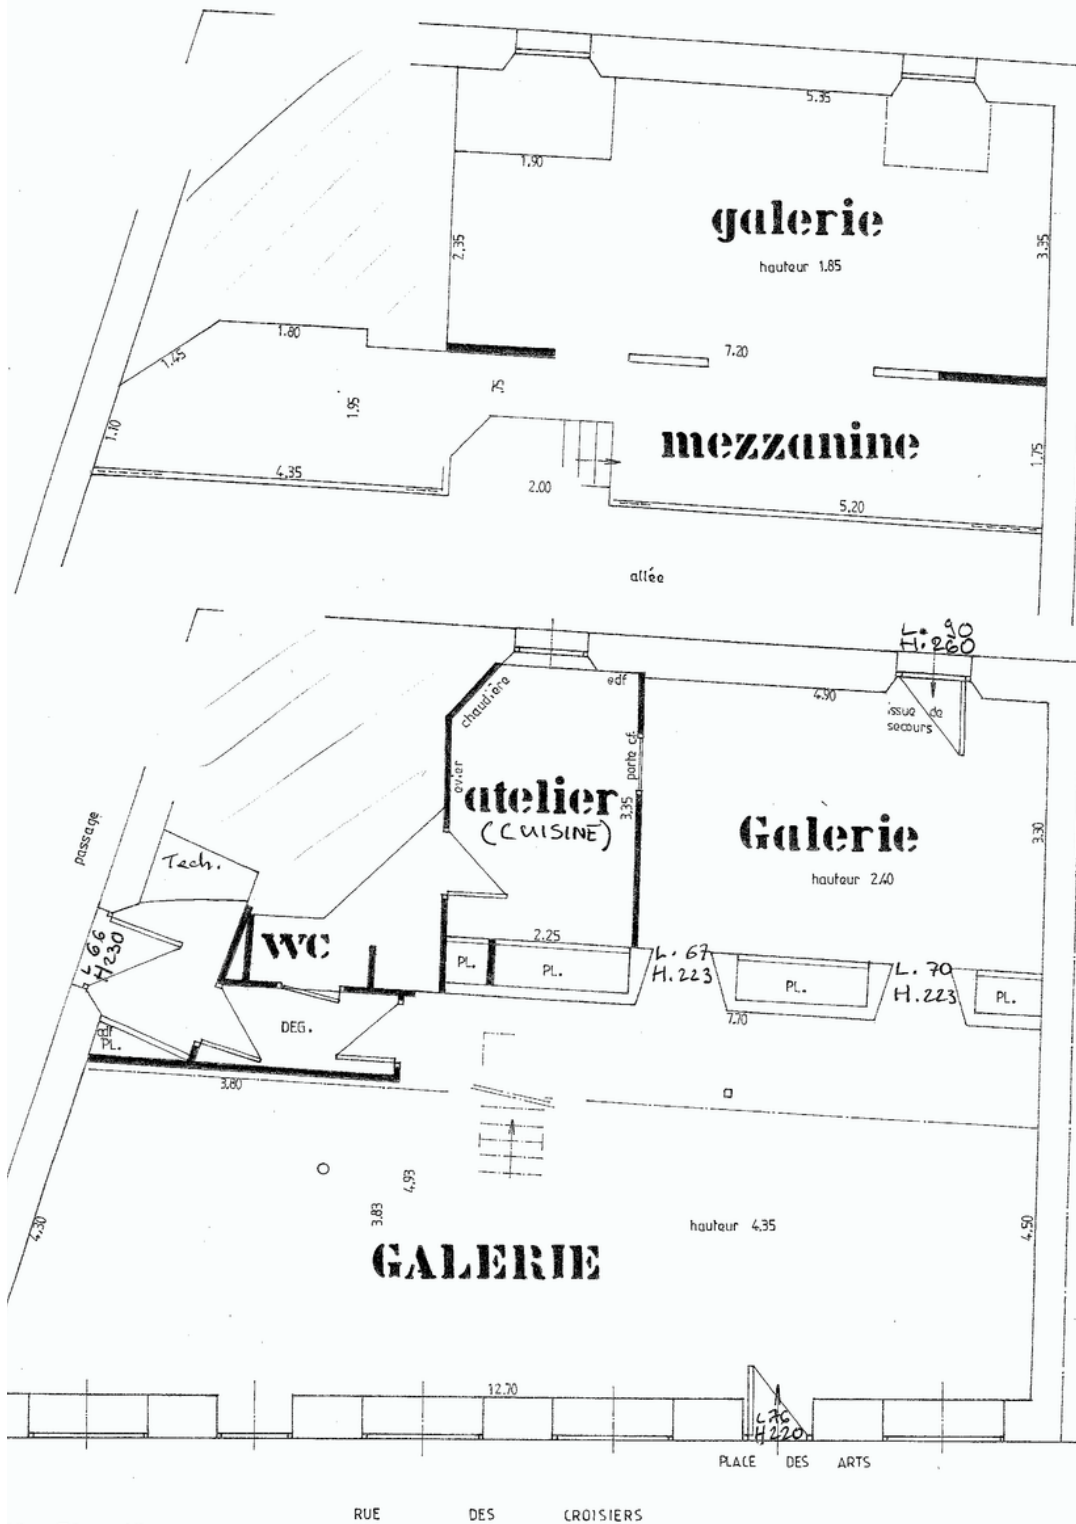 5.35
1.90
galerie
2.35
3.35
hauteur 1.85
1.80
1.45
7.20
1.95
1.10
mezzanine
1.75
4.35
2.00
5.20
allée
L. 90
H. 260
edf
chaudière
4.90
issue de
secours
porte cf.
évier
atelier
(CUISINE)
3.35
Galerie
3.30
hauteur 2.40
passage
Tech.
WC
2.25
L. 66
H 230
PL.
PL.
L. 67
H. 223
PL.
L. 70
H. 223
PL.
7.70
DEG.
edf
PL.
3.80
4.93
3.83
4.30
hauteur 4.35
4.50
GALERIE
12.70
L 76
H 220
PLACE DES ARTS
RUE DES CROISIERS